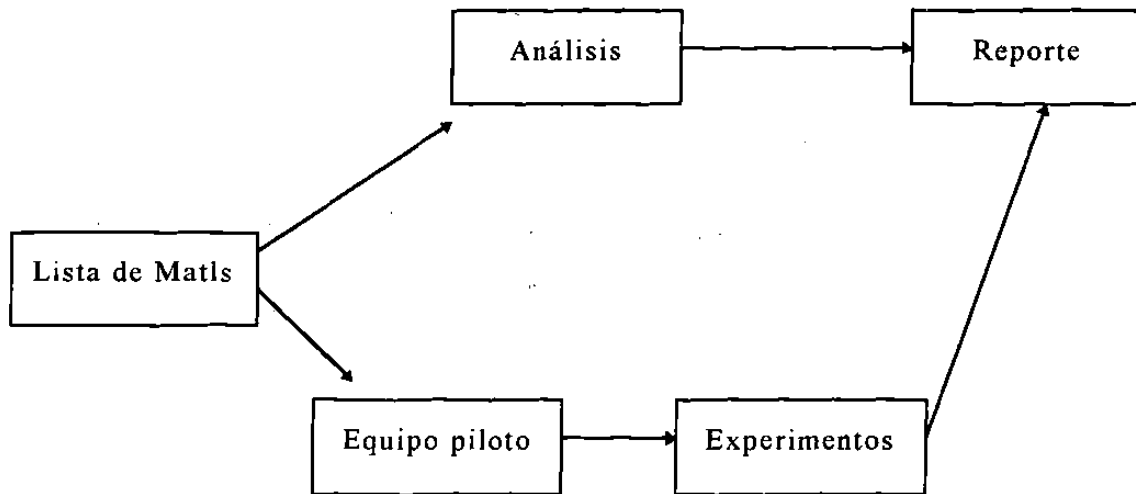 Análisis
Reporte
Lista de Matls
Equipo piloto
Experimentos